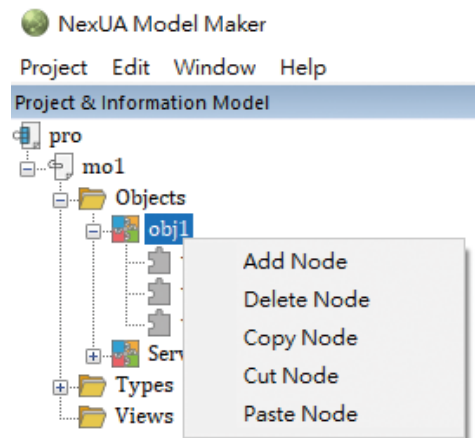 NexUA Model Maker
Project Edit Window Help
Project & Information Model
pro
mo1
Objects
obj1
Add Node
Delete Node
Copy Node
Cut Node
Paste Node
Types
Views